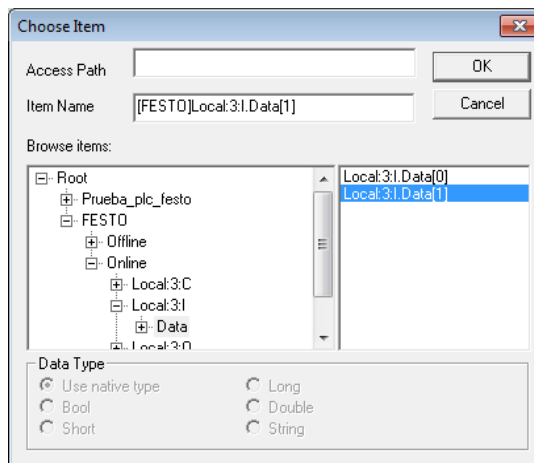 Choose Item
Access Path
OK
Item Name [FESTO]Local:3:I.Data[1]
Cancel
Browse items:
Root
Prueba_plc_festo
FESTO
Offline
Online
Local:3:C
Local:3:I
Data
Local:3:O
Local:3:I.Data[0]
Local:3:I.Data[1]
Data Type
Use native type
Bool
Short
Long
Double
String